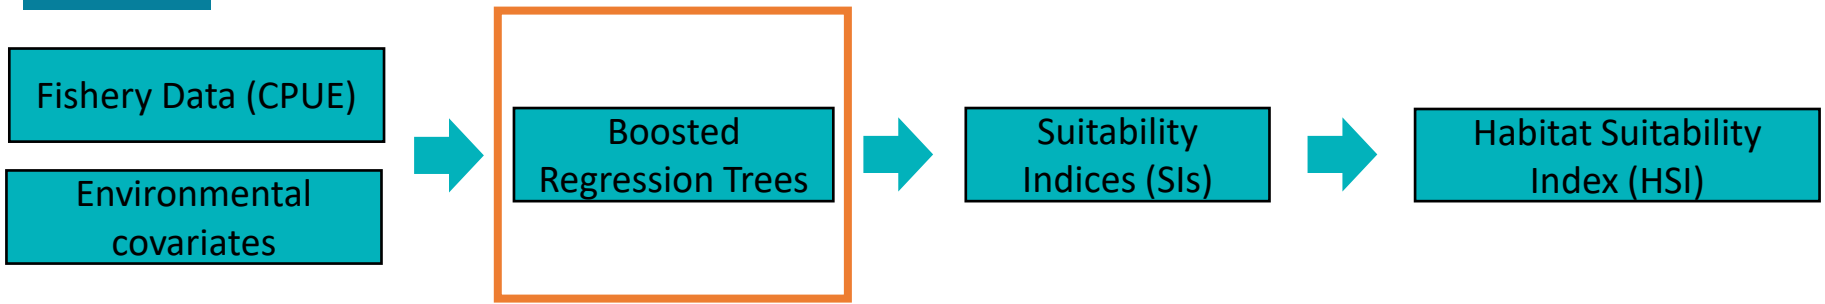 Fishery Data (CPUE)
Environmental
covariates
Boosted
Regression Trees
Suitability
Indices (SIs)
Habitat Suitability
Index (HSI)